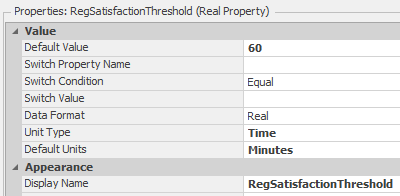 Properties: RegSatisfactionThreshold (Real Property)
Value
Default Value 60
Switch Property Name
Switch Condition Equal
Switch Value
Data Format Real
Unit Type Time
Default Units Minutes
Appearance
Display Name RegSatisfactionThreshold